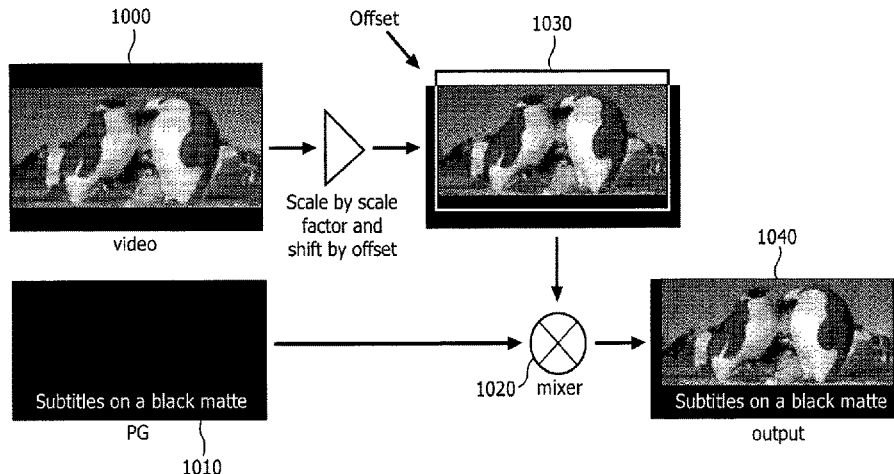 1000
Offset
1030
Scale by scale
factor and
shift by offset
video
1040
Subtitles on a black matte
PG
1010
1020
mixer
Subtitles on a black matte
output